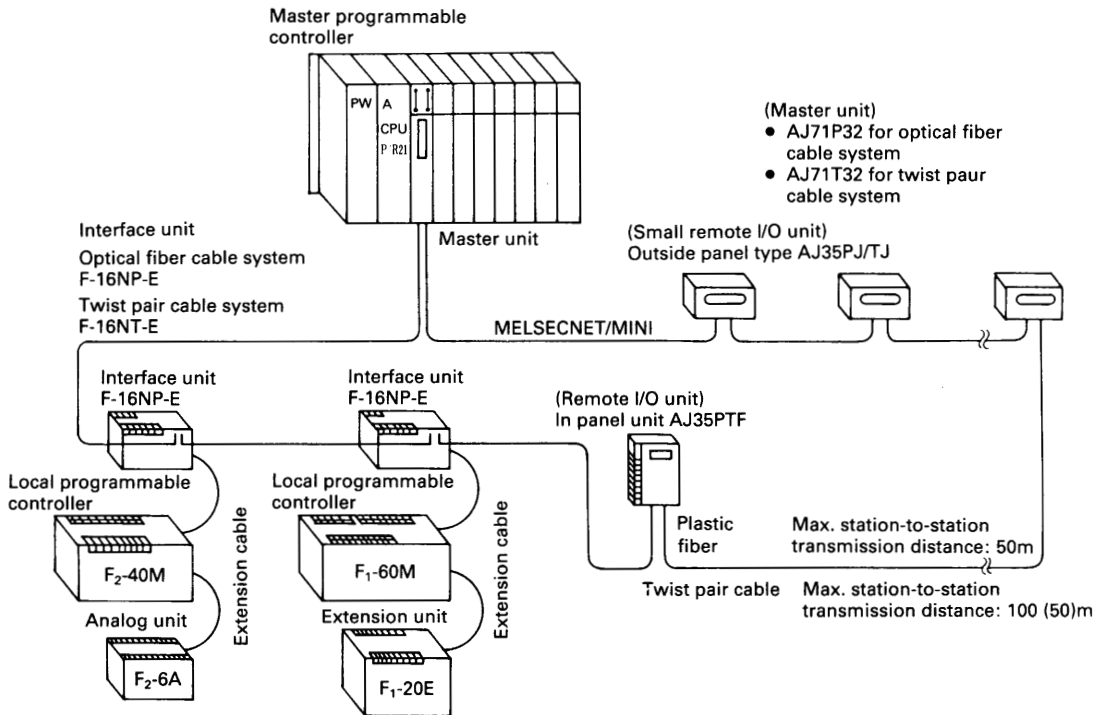 Master programmable
controller
PW
A
CPU
P R21
(Master unit)
● AJ71P32 for optical fiber
cable system
● AJ71T32 for twist paur
cable system
Master unit
Interface unit
Optical fiber cable system
F-16NP-E
Twist pair cable system
F-16NT-E
(Small remote I/O unit)
Outside panel type AJ35PJ/TJ
MELSECNET/MINI
Interface unit
F-16NP-E
Interface unit
F-16NP-E
(Remote I/O unit)
In panel unit AJ35PTF
Local programmable
controller
F₂-40M
Extension cable
Analog unit
F₂-6A
Local programmable
controller
F₁-60M
Extension cable
Extension unit
F₁-20E
Plastic
fiber
Max. station-to-station
transmission distance: 50m
Twist pair cable
Max. station-to-station
transmission distance: 100 (50)m